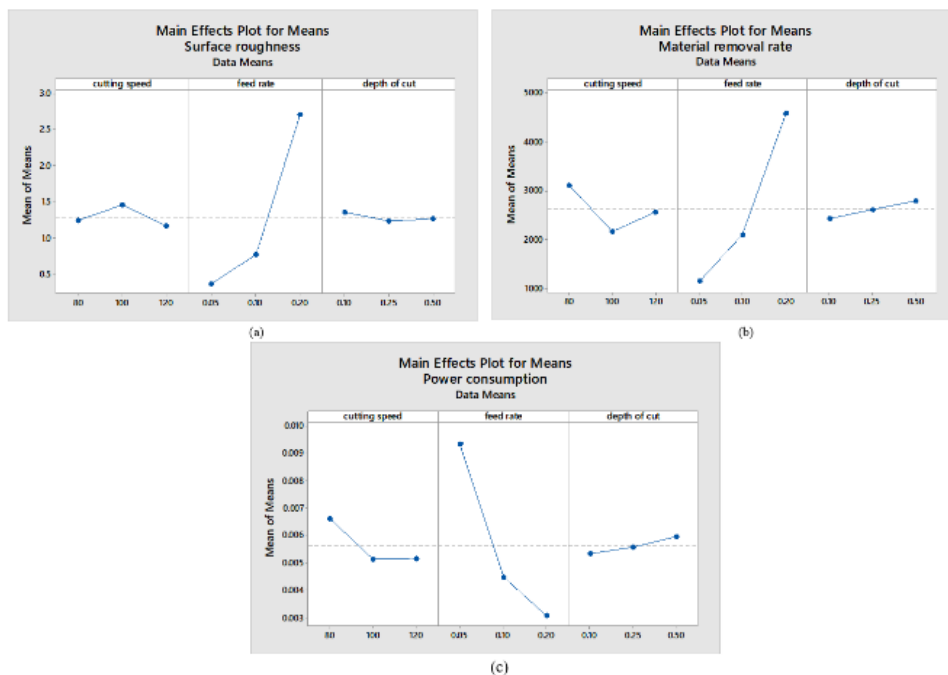 Main Effects Plot for Means
Surface roughness
Data Means
cutting speed feed rate depth of cut
3.0
2.5
2.0
1.5
1.0
0.5
Mean of Means
80 100 120 0.05 0.10 0.20 0.10 0.25 0.50
(a)
Main Effects Plot for Means
Material removal rate
Data Means
cutting speed feed rate depth of cut
5000
4000
3000
2000
1000
Mean of Means
80 100 120 0.05 0.10 0.20 0.10 0.25 0.50
(b)
Main Effects Plot for Means
Power consumption
Data Means
cutting speed feed rate depth of cut
0.010
0.009
0.008
0.007
0.006
0.005
0.004
0.003
Mean of Means
80 100 120 0.05 0.10 0.20 0.10 0.25 0.50
(c)